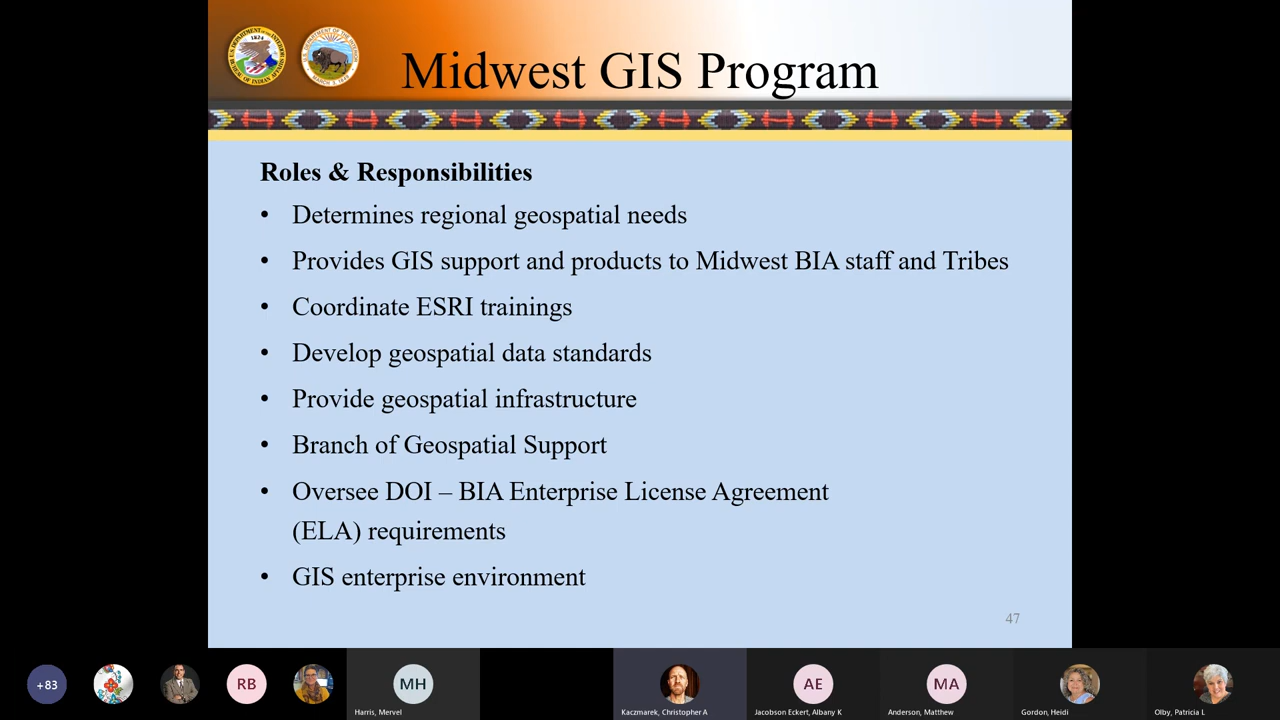 Midwest GIS Program
Roles & Responsibilities
• Determines regional geospatial needs
• Provides GIS support and products to Midwest BIA staff and Tribes
• Coordinate ESRI trainings
• Develop geospatial data standards
• Provide geospatial infrastructure
• Branch of Geospatial Support
• Oversee DOI – BIA Enterprise License Agreement
(ELA) requirements
• GIS enterprise environment
47
+83
RB
MH
AE
MA
Harris, Mervel
Kaczmarek, Christopher A
Jacobson Eckert, Albany K
Anderson, Matthew
Gordon, Heidi
Olby, Patricia L